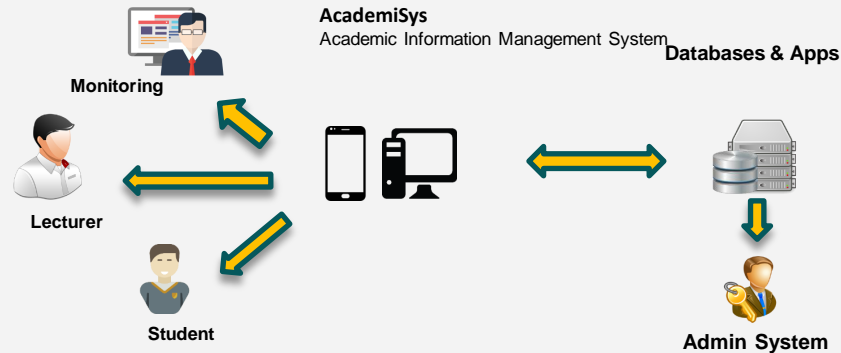 AcademiSys
Academic Information Management System
Databases & Apps
Monitoring
Lecturer
Student
Admin System